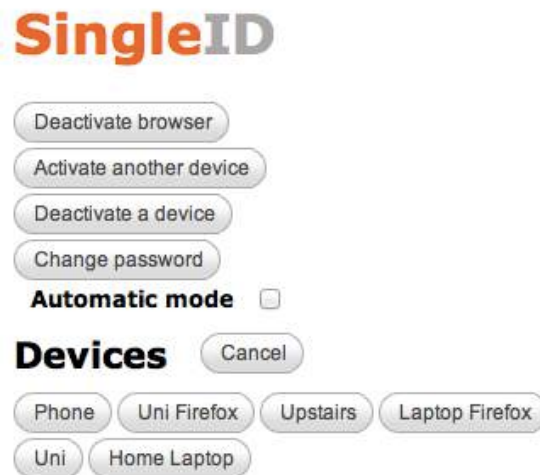 SingleID
Deactivate browser
Activate another device
Deactivate a device
Change password
Automatic mode
Devices Cancel
Phone Uni Firefox Upstairs Laptop Firefox
Uni Home Laptop